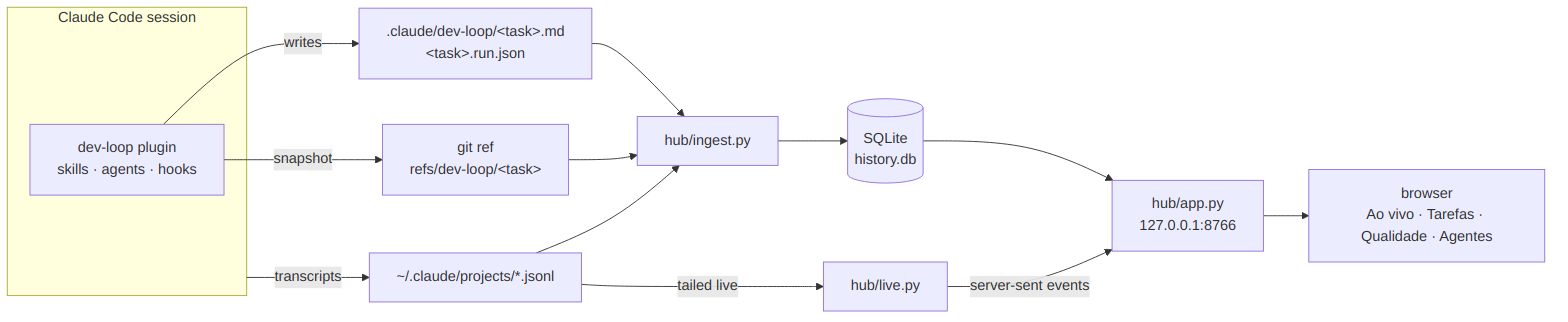 Claude Code session
dev-loop plugin
skills · agents · hooks
writes
snapshot
transcripts
.claude/dev-loop/<task>.md
<task>.run.json
git ref
refs/dev-loop/<task>
~/.claude/projects/*.jsonl
tailed live
hub/ingest.py
SQLite
history.db
hub/live.py
server-sent events
hub/app.py
127.0.0.1:8766
browser
Ao vivo · Tarefas ·
Qualidade · Agentes